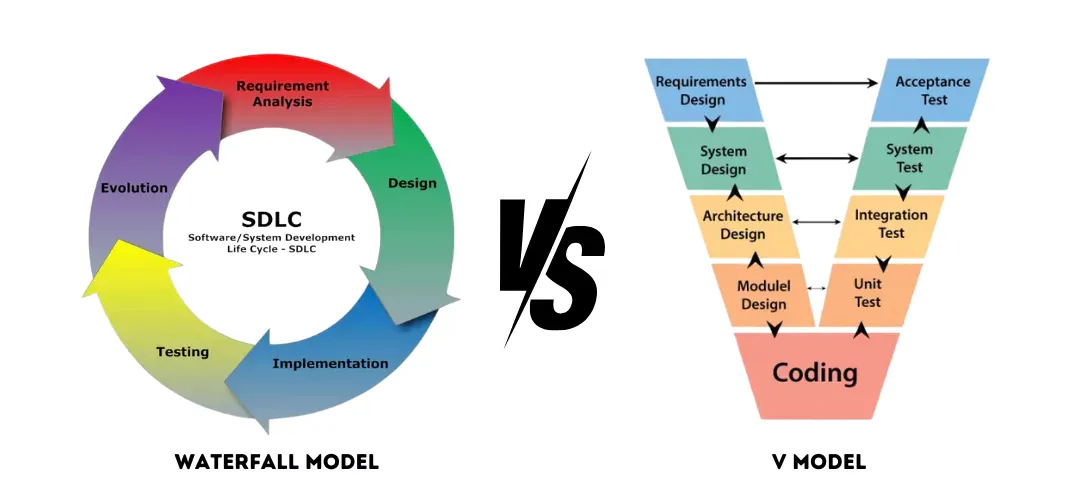 Requirement
Analysis
Design
Implementation
Testing
Evolution
SDLC
Software/System Development
Life Cycle - SDLC
WATERFALL MODEL
VS
Requirements
Design
System
Design
Architecture
Design
Modulel
Design
Coding
Unit
Test
Integration
Test
System
Test
Acceptance
Test
V MODEL